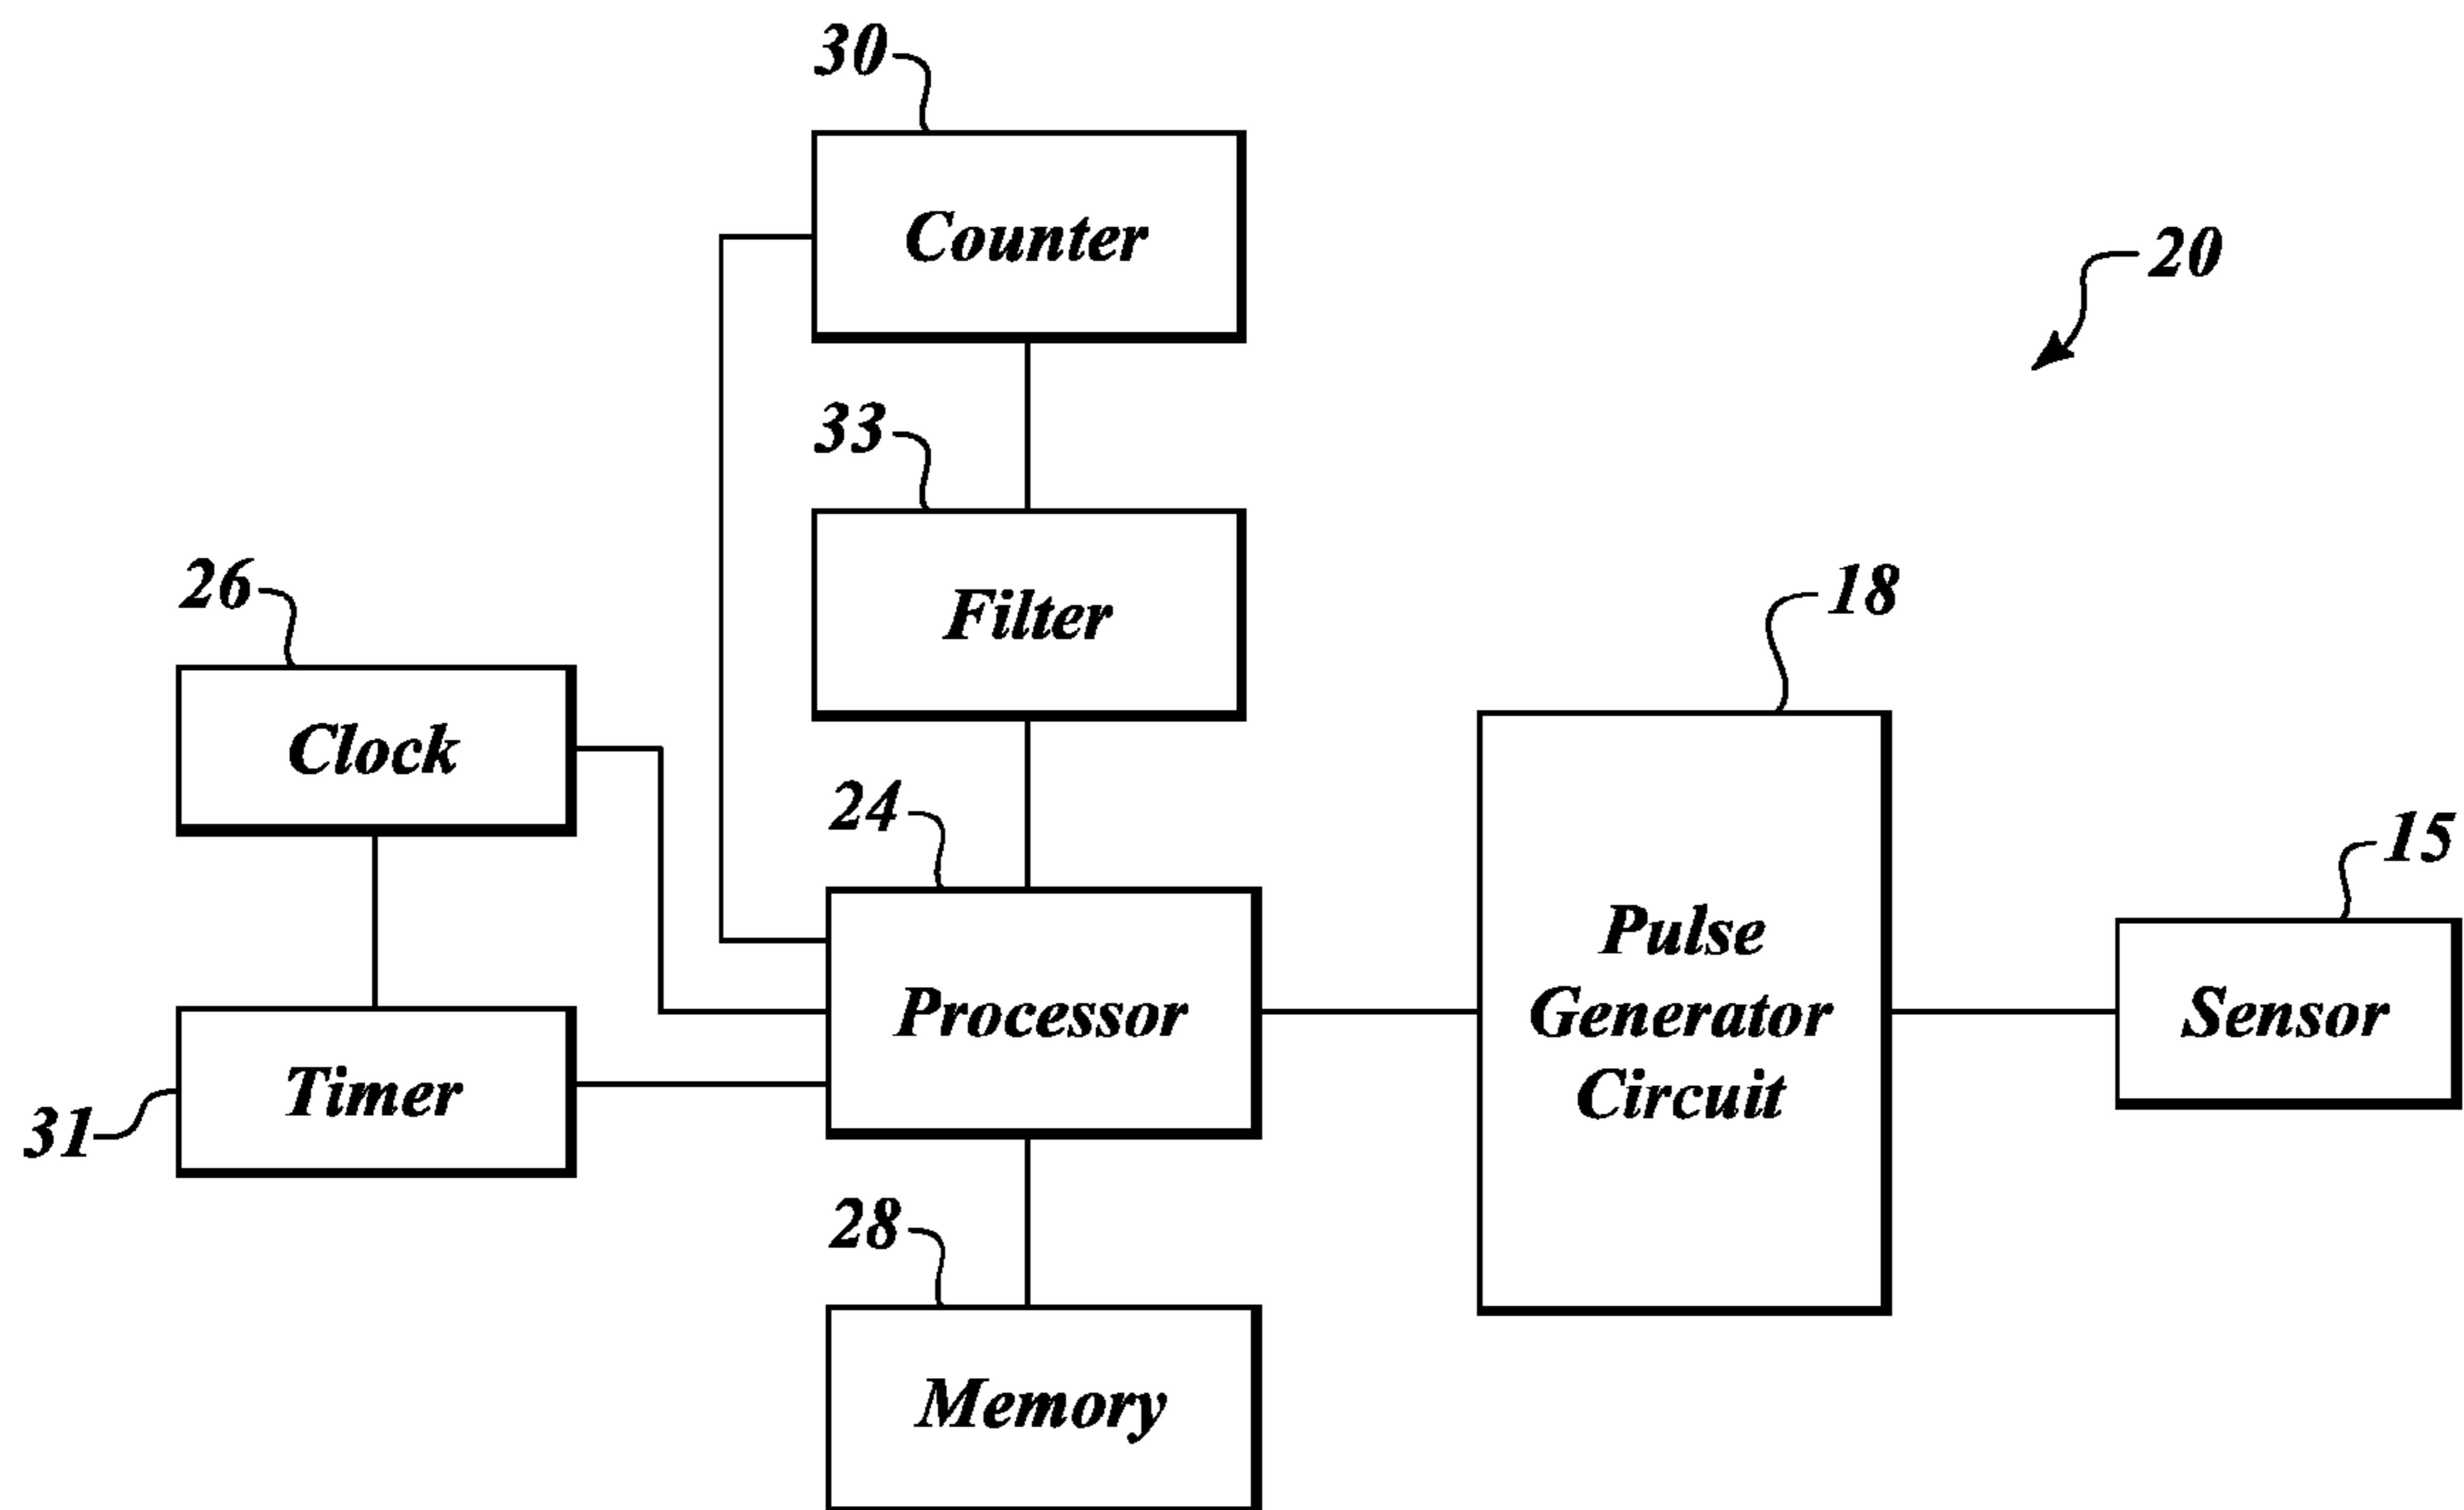 30
Counter
20
33
Filter
26
Clock
18
24
Processor
Pulse
Generator
Circuit
15
Sensor
31
Timer
28
Memory